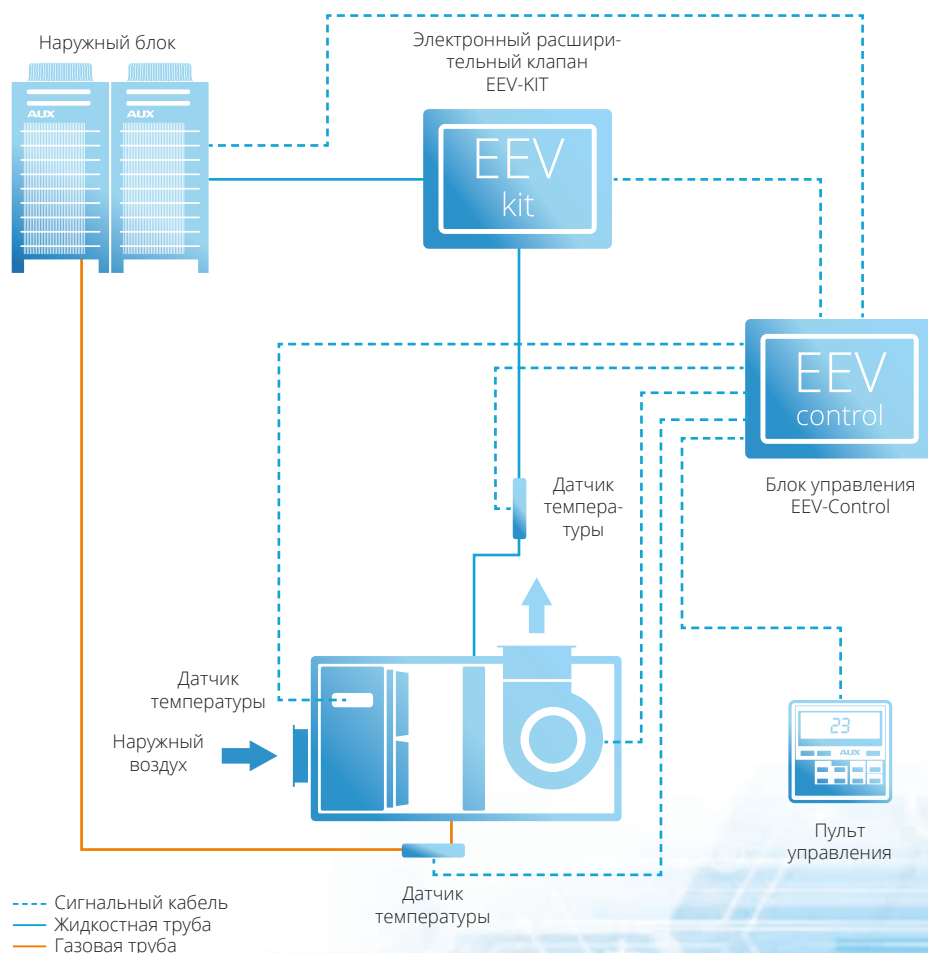 Наружный блок
Электронный расшири-
тельный клапан
EEV-KIT
AUX
AUX
EEV
kit
EEV
control
Блок управления
EEV-Control
Датчик
темпера-
туры
Датчик
температуры
Наружный
воздух
23
AUX
Пульт
управления
Датчик
температуры
Сигнальный кабель
Жидкостная труба
Газовая труба